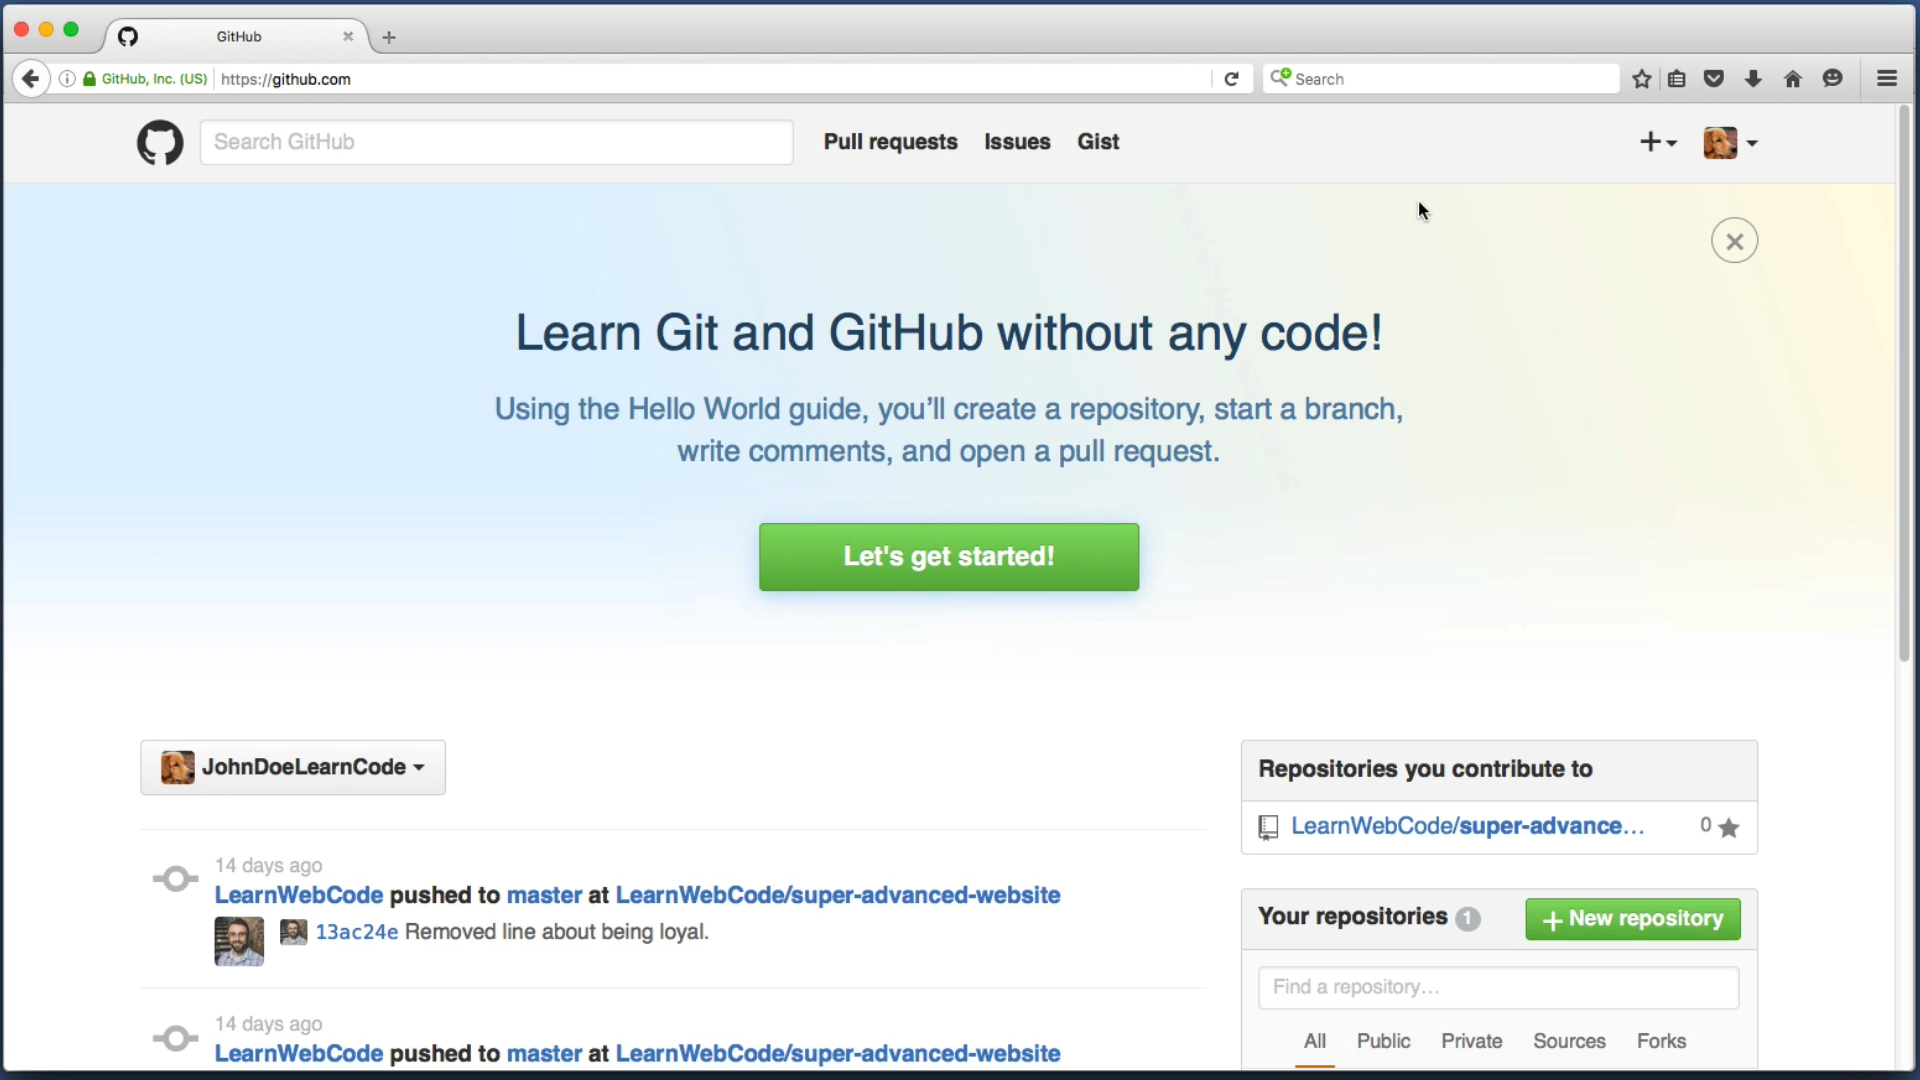 GitHub
GitHub, Inc. (US) https://github.com Search
Search GitHub Pull requests Issues Gist
Learn Git and GitHub without any code!
Using the Hello World guide, you’ll create a repository, start a branch,
write comments, and open a pull request.
Let's get started!
JohnDoeLearnCode
14 days ago
LearnWebCode pushed to master at LearnWebCode/super-advanced-website
13ac24e Removed line about being loyal.
14 days ago
LearnWebCode pushed to master at LearnWebCode/super-advanced-website
Repositories you contribute to
LearnWebCode/super-advance... 0
Your repositories 1 New repository
Find a repository...
All Public Private Sources Forks